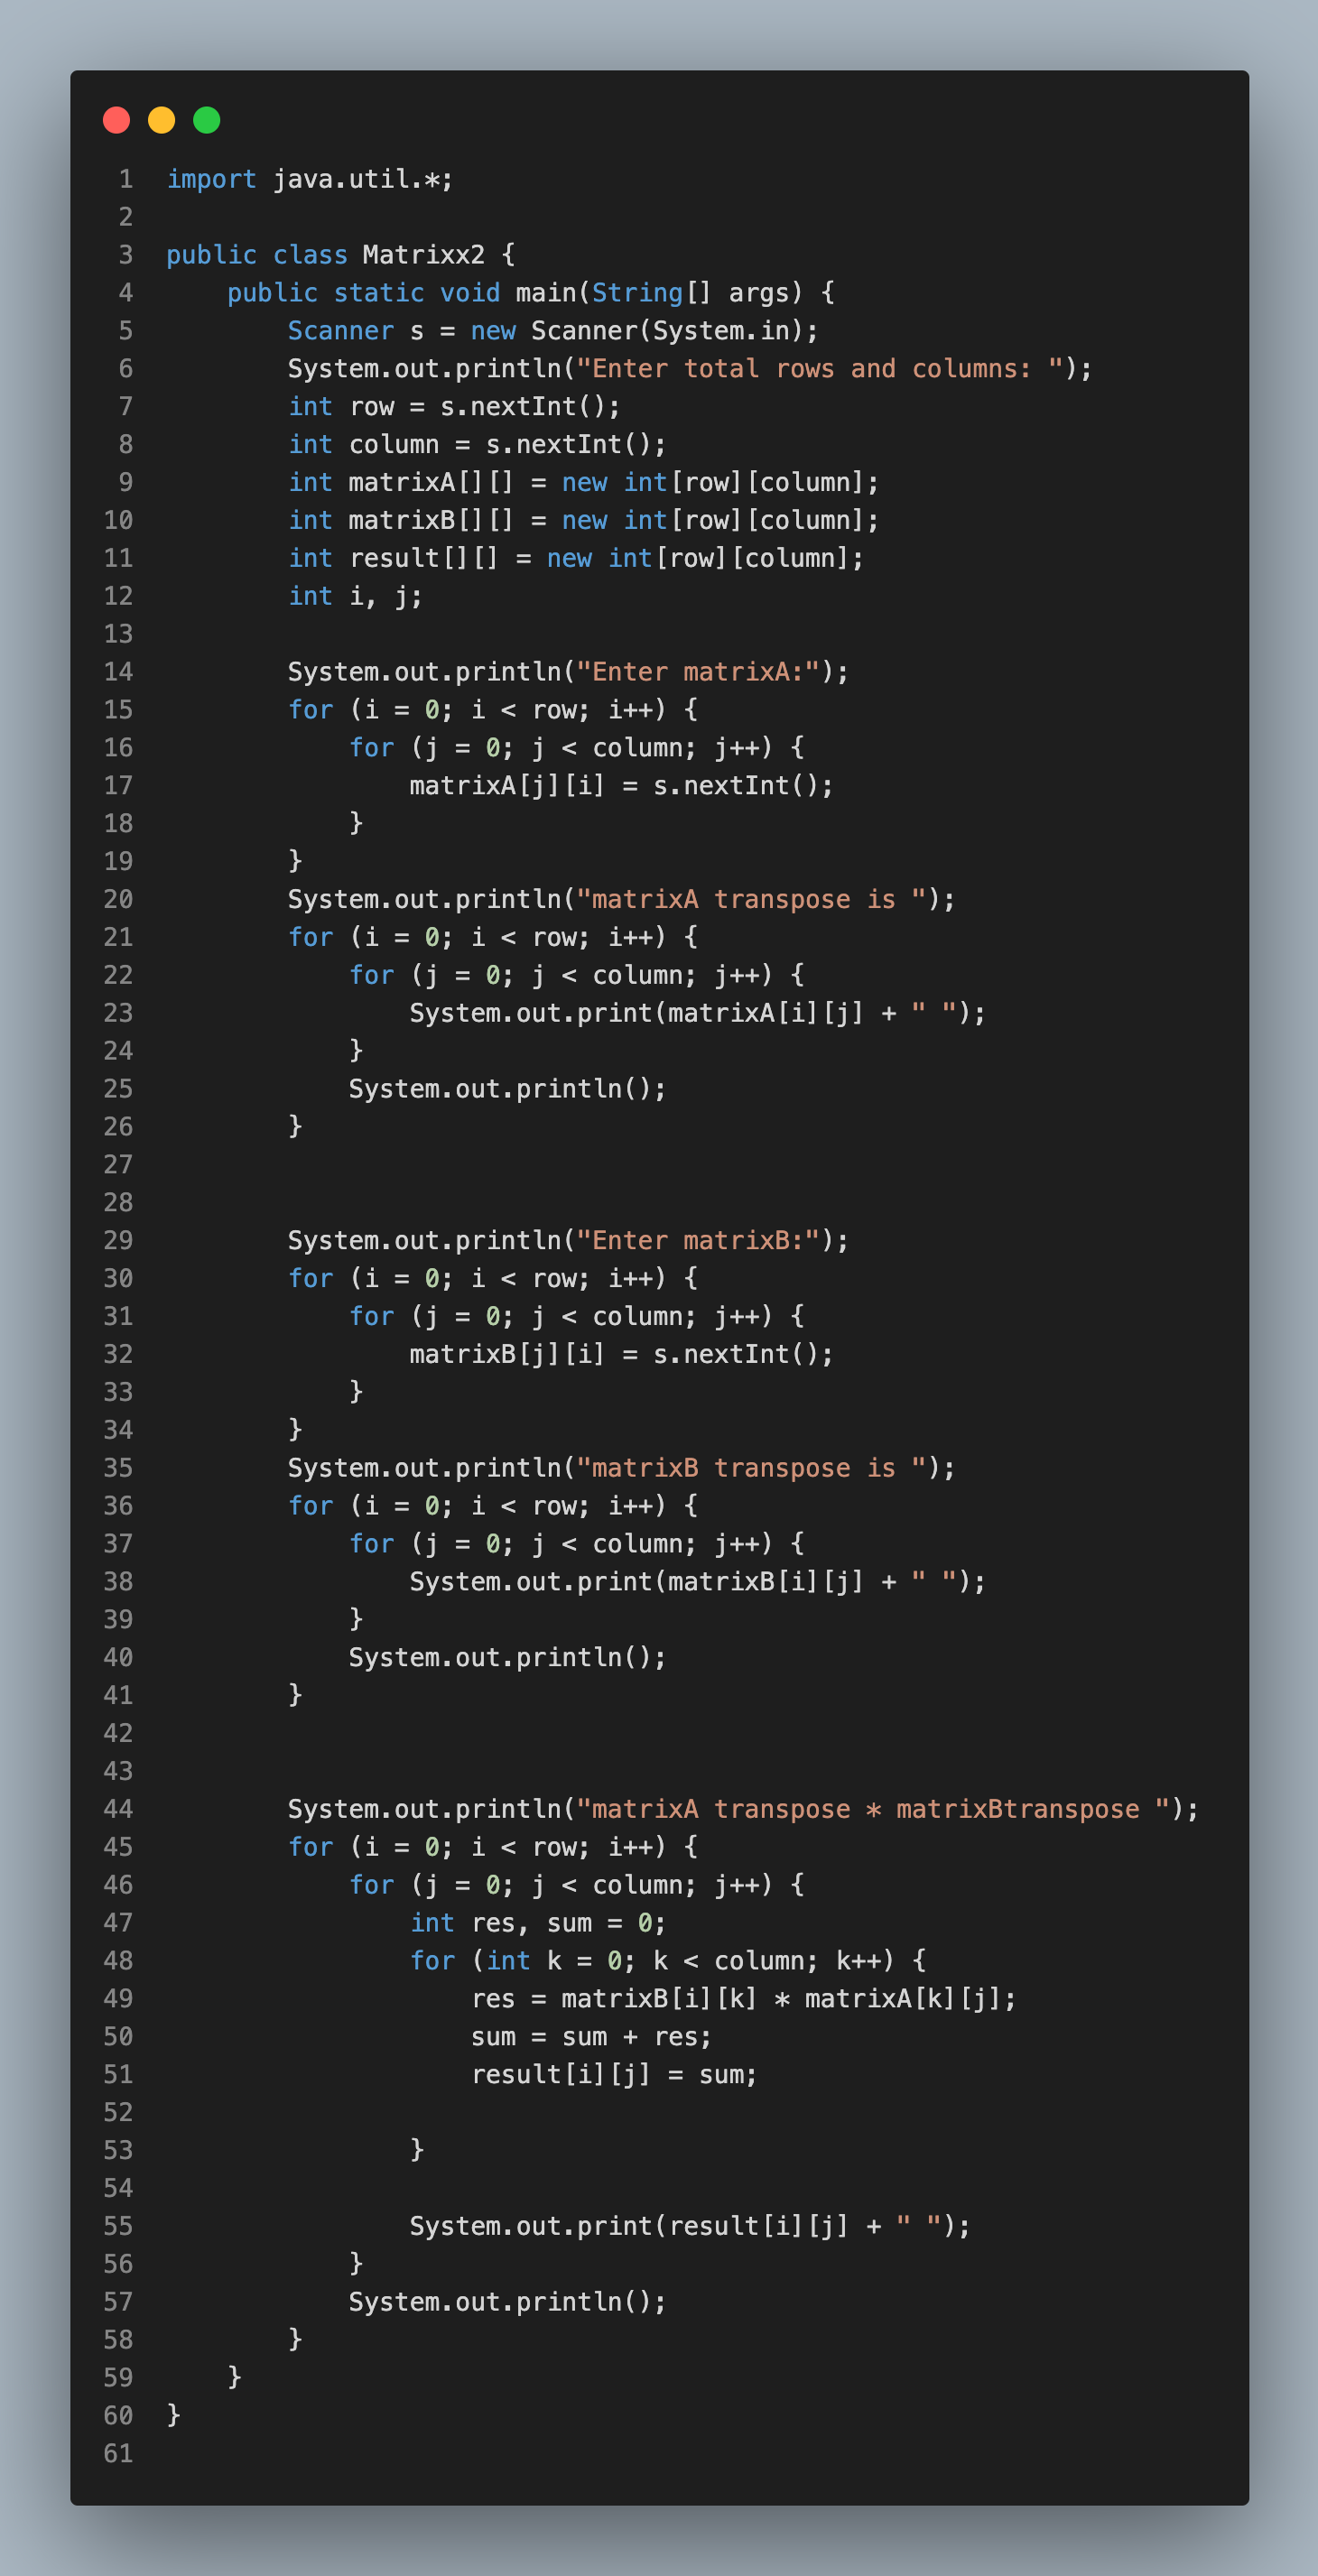 1 import java.util.*;
2
3 public class Matrixx2 {
4     public static void main(String[] args) {
5         Scanner s = new Scanner(System.in);
6         System.out.println("Enter total rows and columns: ");
7         int row = s.nextInt();
8         int column = s.nextInt();
9         int matrixA[][] = new int[row][column];
10         int matrixB[][] = new int[row][column];
11         int result[][] = new int[row][column];
12         int i, j;
13
14         System.out.println("Enter matrixA:");
15         for (i = 0; i < row; i++) {
16             for (j = 0; j < column; j++) {
17                 matrixA[j][i] = s.nextInt();
18             }
19         }
20         System.out.println("matrixA transpose is ");
21         for (i = 0; i < row; i++) {
22             for (j = 0; j < column; j++) {
23                 System.out.print(matrixA[i][j] + " ");
24             }
25             System.out.println();
26         }
27
28
29         System.out.println("Enter matrixB:");
30         for (i = 0; i < row; i++) {
31             for (j = 0; j < column; j++) {
32                 matrixB[j][i] = s.nextInt();
33             }
34         }
35         System.out.println("matrixB transpose is ");
36         for (i = 0; i < row; i++) {
37             for (j = 0; j < column; j++) {
38                 System.out.print(matrixB[i][j] + " ");
39             }
40             System.out.println();
41         }
42
43
44         System.out.println("matrixA transpose * matrixBtranspose ");
45         for (i = 0; i < row; i++) {
46             for (j = 0; j < column; j++) {
47                 int res, sum = 0;
48                 for (int k = 0; k < column; k++) {
49                     res = matrixB[i][k] * matrixA[k][j];
50                     sum = sum + res;
51                     result[i][j] = sum;
52
53                 }
54
55                 System.out.print(result[i][j] + " ");
56             }
57             System.out.println();
58         }
59     }
60 }
61